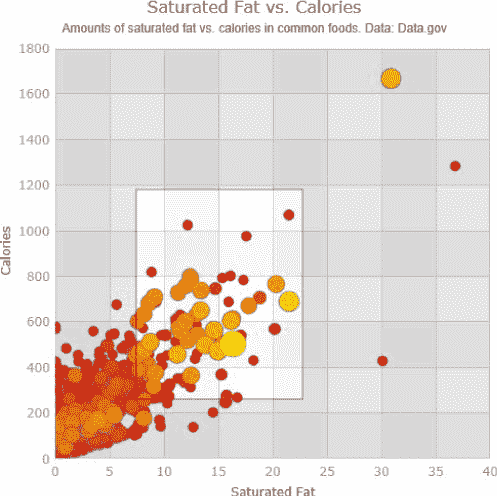 Saturated Fat vs. Calories
Amounts of saturated fat vs. calories in common foods. Data: Data.gov
1800
1600
1400
1200
1000
800
600
400
200
0
Calories
0 5 10 15 20 25 30 35 40
Saturated Fat